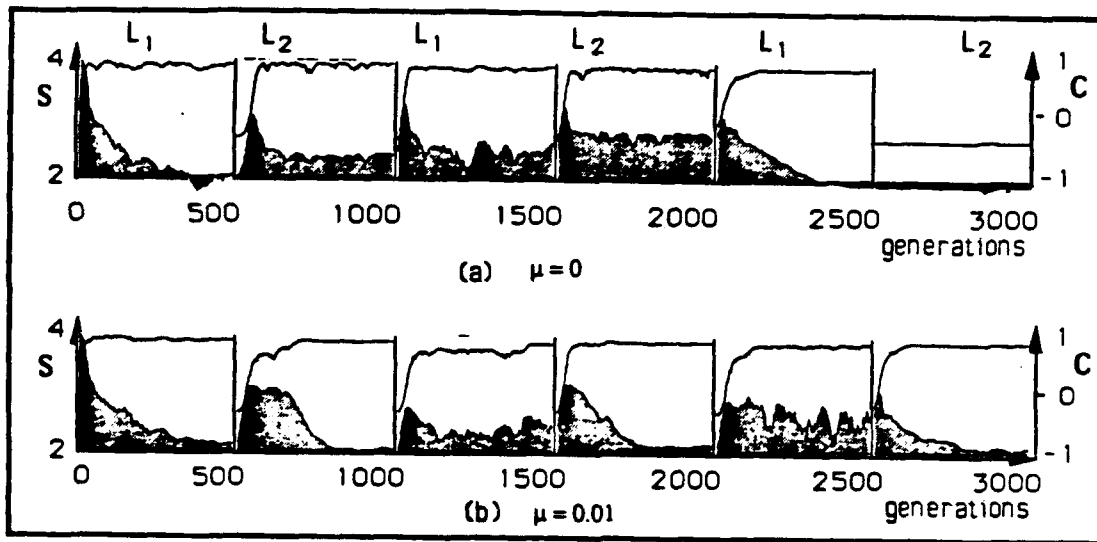 L₁ L₂ L₁ L₂ L₁ L₂
4 1
S C
0
2 -1
0 500 1000 1500 2000 2500 3000
generations
(a) μ=0
4 1
S C
0
2 -1
0 500 1000 1500 2000 2500 3000
(b) μ=0.01 generations